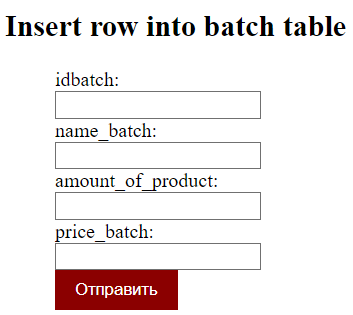 Insert row into batch table
idbatch:
name_batch:
amount_of_product:
price_batch:
Отправить